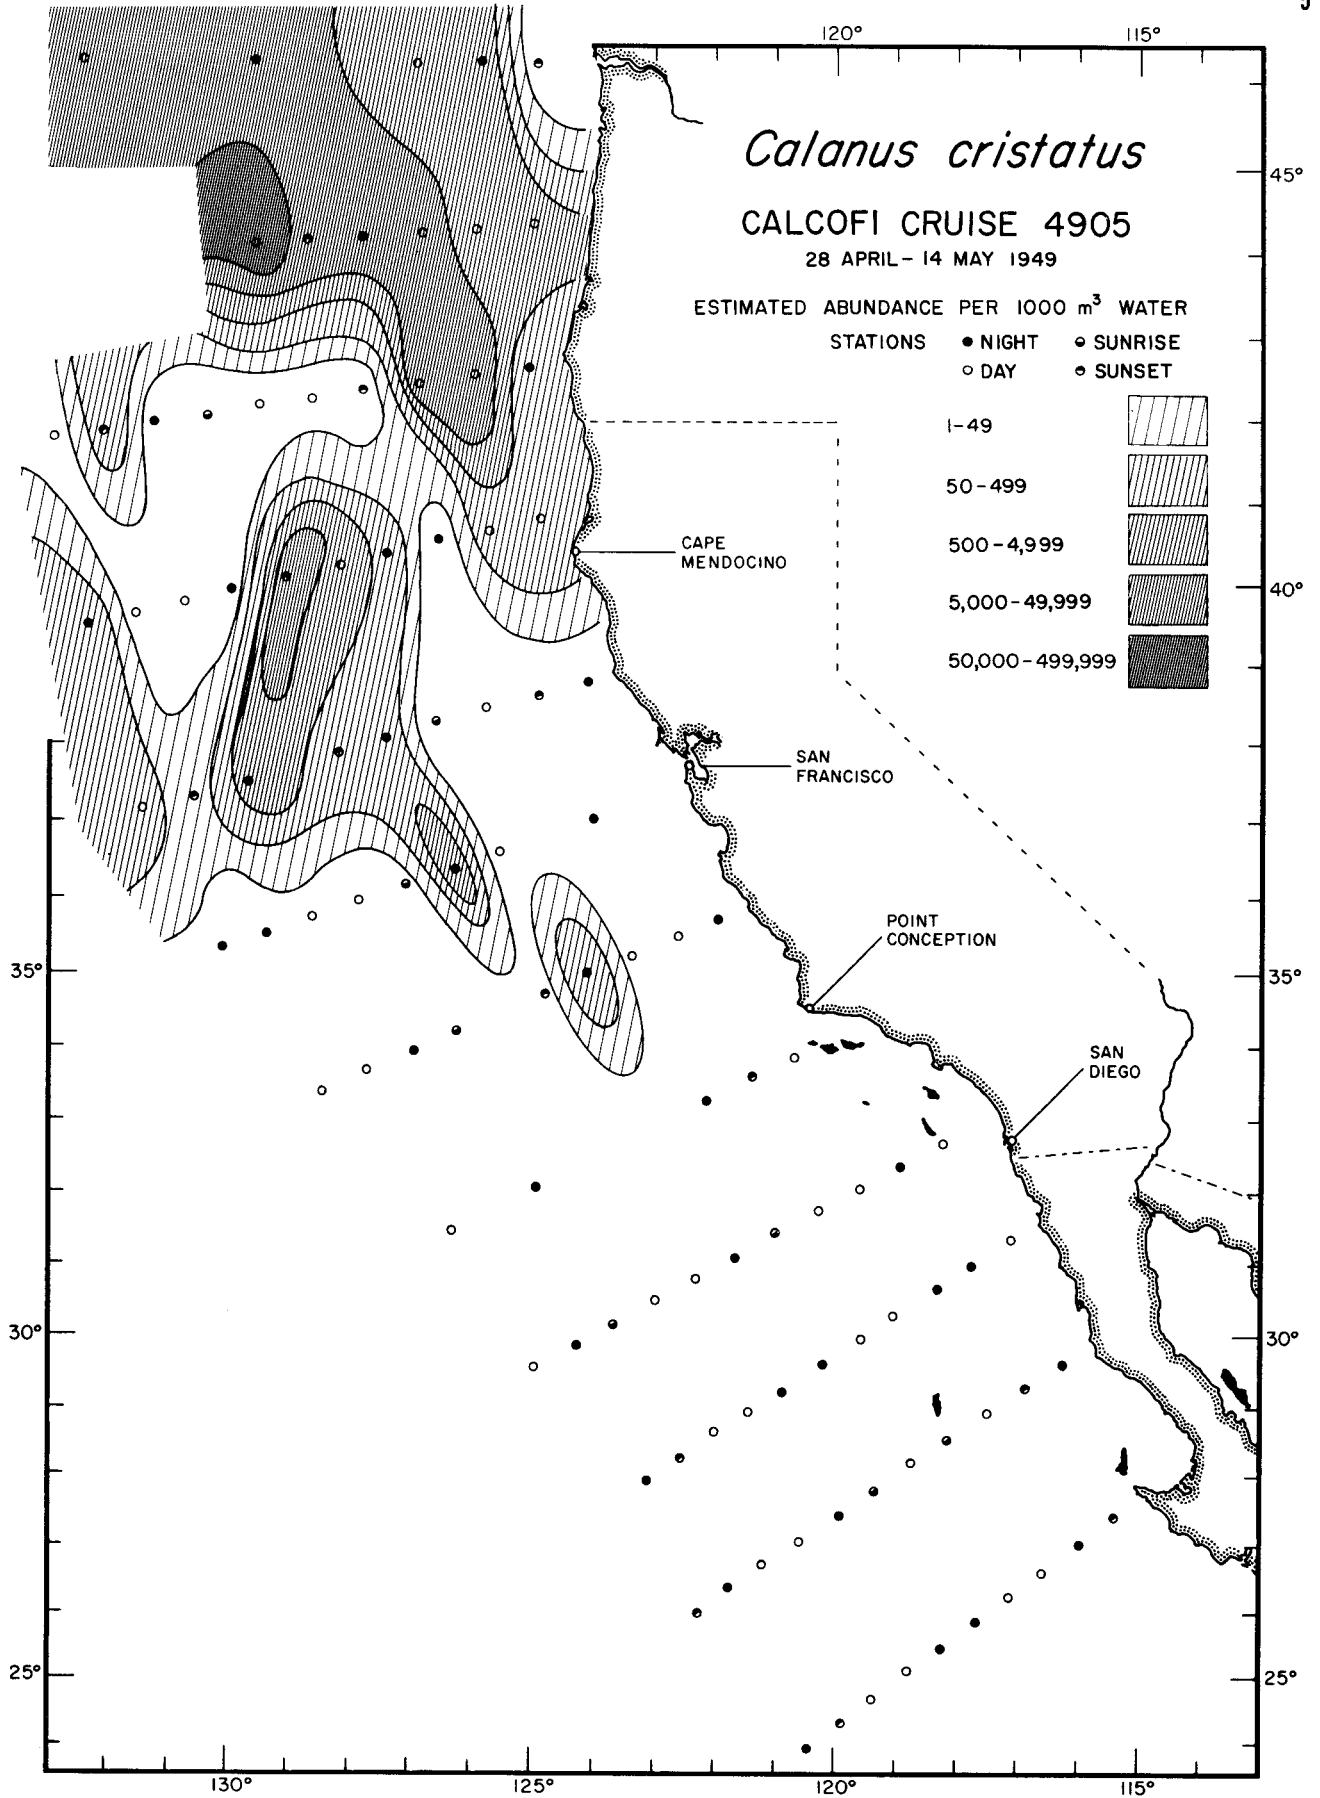 120° 115°
Calanus cristatus
45°
CALCOFI CRUISE 4905
28 APRIL – 14 MAY 1949
ESTIMATED ABUNDANCE PER 1000 m³ WATER
STATIONS NIGHT SUNRISE
DAY SUNSET
1–49
50–499
500–4,999
5,000–49,999
50,000–499,999
CAPE
MENDOCINO
40°
SAN
FRANCISCO
POINT
CONCEPTION
35° 35°
SAN
DIEGO
30° 30°
25° 25°
130° 125° 120° 115°